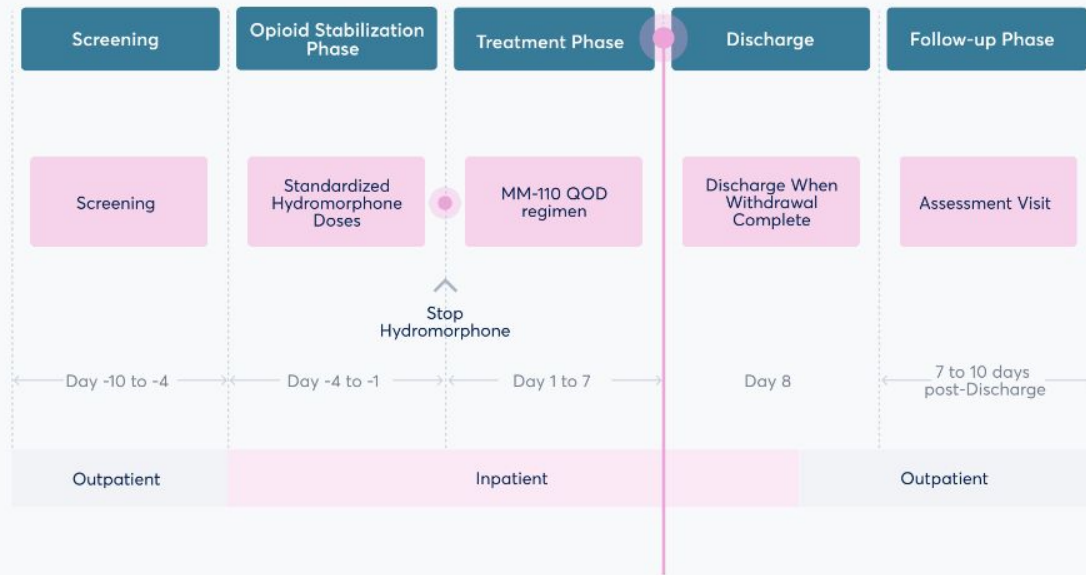 Screening
Opioid Stabilization
Phase
Treatment Phase
Discharge
Follow-up Phase
Screening
Standardized
Hydromorphone
Doses
MM-110 QOD
regimen
Discharge When
Withdrawal
Complete
Assessment Visit
Stop
Hydromorphone
Day -10 to -4
Day -4 to -1
Day 1 to 7
Day 8
7 to 10 days
post-Discharge
Outpatient
Inpatient
Outpatient